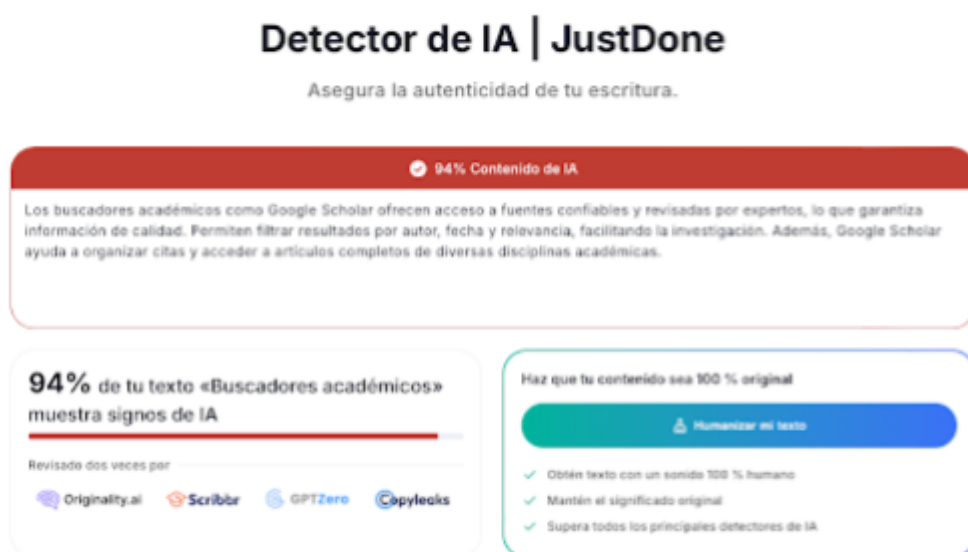 Detector de IA | JustDone
Asegura la autenticidad de tu escritura.
94% Contenido de IA
Los buscadores académicos como Google Scholar ofrecen acceso a fuentes confiables y revisadas por expertos, lo que garantiza
información de calidad. Permiten filtrar resultados por autor, fecha y relevancia, facilitando la investigación. Además, Google Scholar
ayuda a organizar citas y acceder a artículos completos de diversas disciplinas académicas.
94% de tu texto «Buscadores académicos»
muestra signos de IA
Revisado dos veces por
Originality.ai Scribbr GPTZero Copyleaks
Haz que tu contenido sea 100 % original
Humanizar mi texto
Obtén texto con un sonido 100 % humano
Mantén el significado original
Supera todos los principales detectores de IA